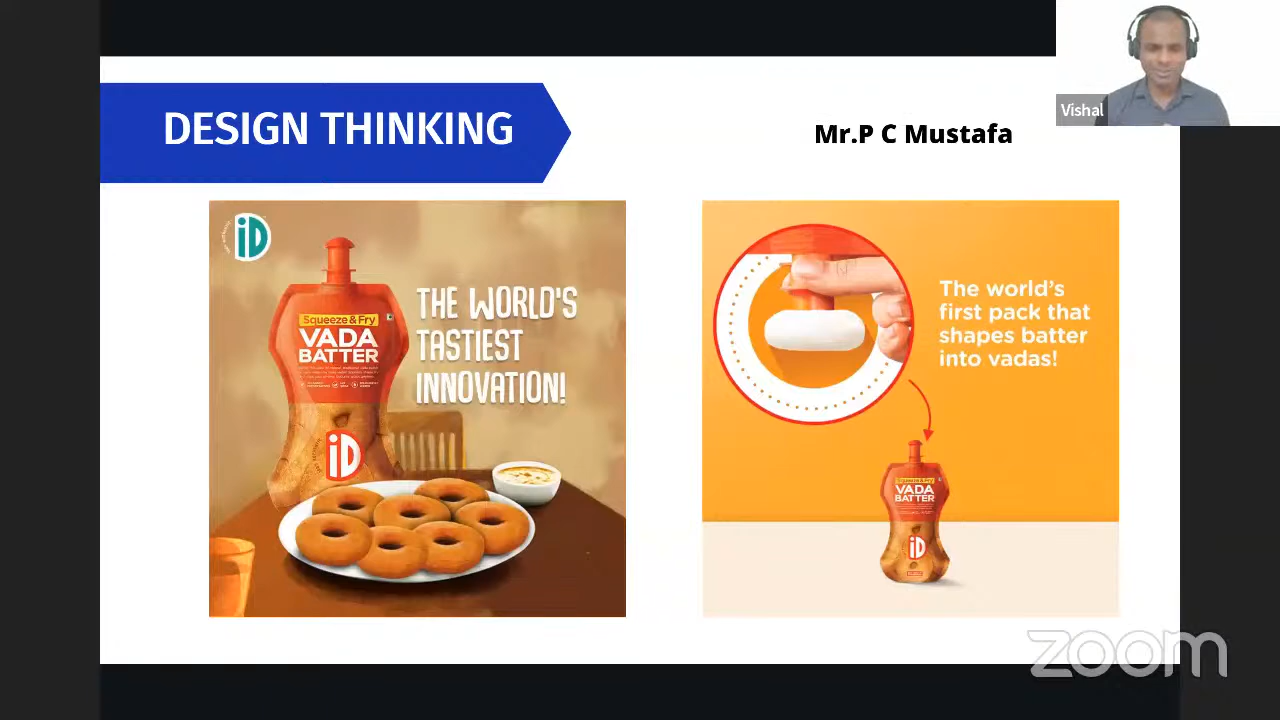 DESIGN THINKING
Mr.P C Mustafa
Vishal
iD
THE WORLD'S
TASTIEST
INNOVATION!
Squeeze & Fry
VADA
BATTER
iD
The world's
first pack that
shapes batter
into vadas!
Squeeze & Fry
VADA
BATTER
iD
zoom